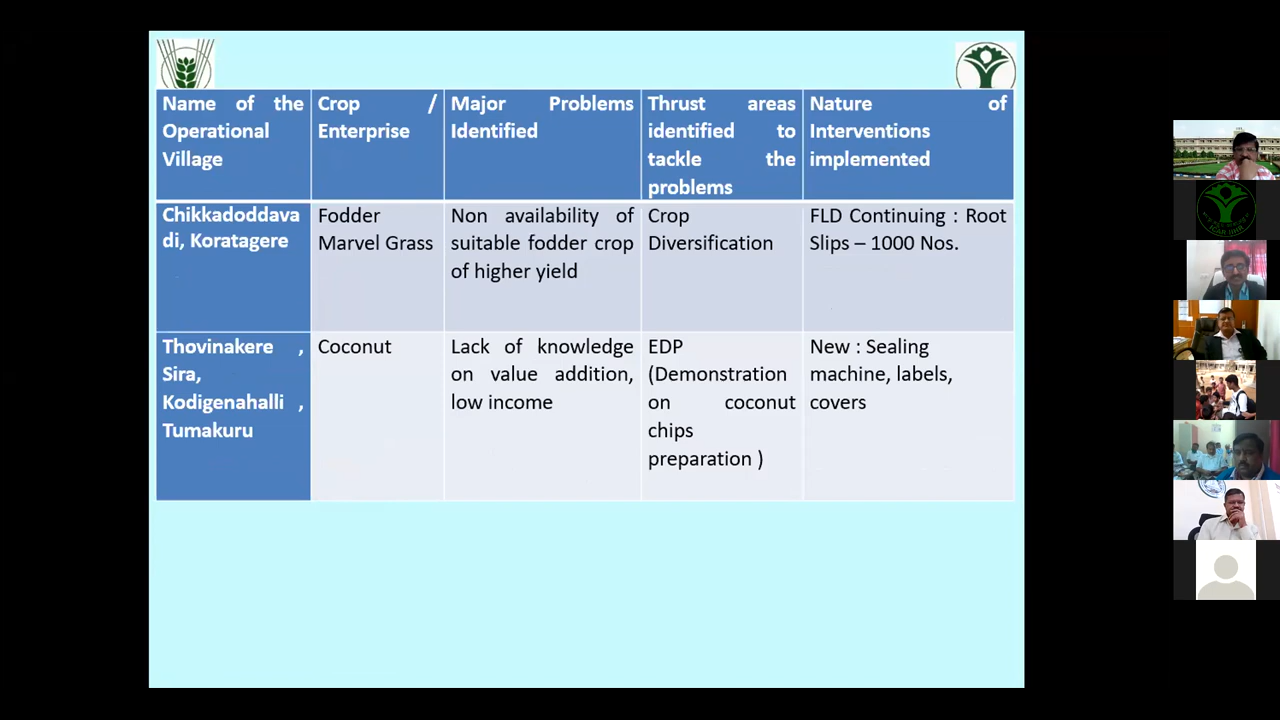 Name of the
Operational
Village
Crop /
Enterprise
Major Problems
Identified
Thrust areas
identified to
tackle the
problems
Nature of
Interventions
implemented
Chikkadoddava
di, Koratagere
Fodder
Marvel Grass
Non availability of
suitable fodder crop
of higher yield
Crop
Diversification
FLD Continuing : Root
Slips – 1000 Nos.
Thovinakere ,
Sira,
Kodigenahalli ,
Tumakuru
Coconut
Lack of knowledge
on value addition,
low income
EDP
(Demonstration
on coconut
chips
preparation )
New : Sealing
machine, labels,
covers